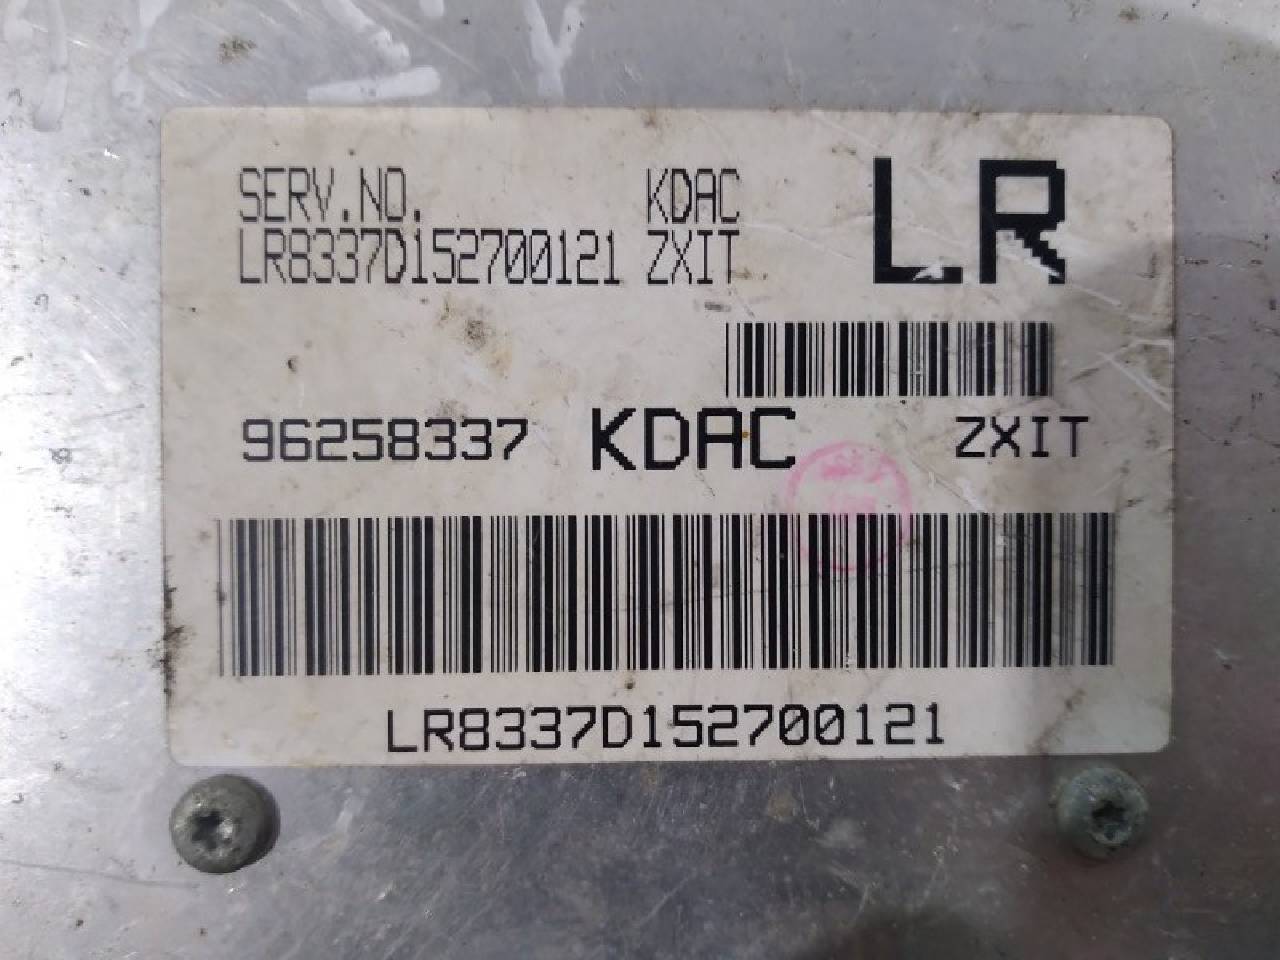 SERV.NO. KDAC LR
LR8337D152700121 ZXIT
96258337 KDAC ZXIT
LR8337D152700121